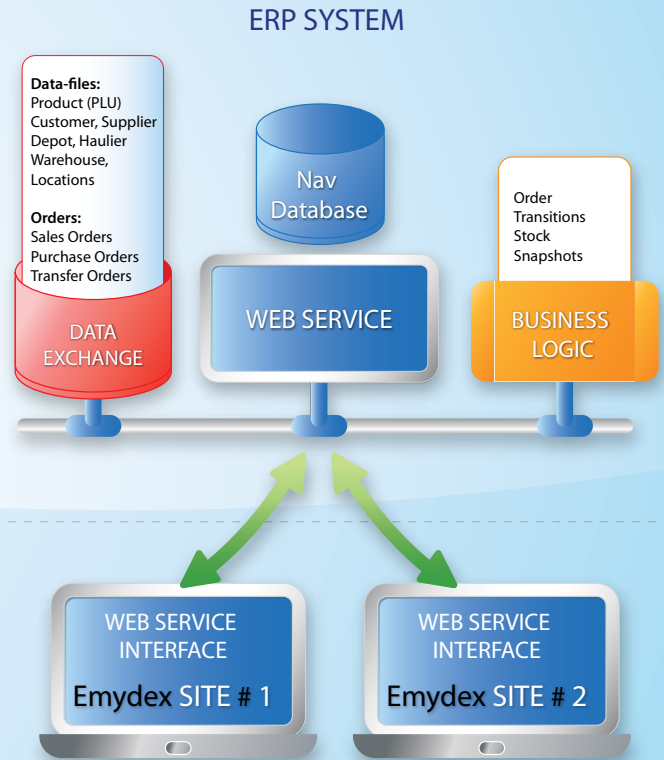 ERP SYSTEM
Data-files:
Product (PLU)
Customer, Supplier
Depot, Haulier
Warehouse,
Locations
Orders:
Sales Orders
Purchase Orders
Transfer Orders
DATA
EXCHANGE
Nav
Database
WEB SERVICE
Order
Transitions
Stock
Snapshots
BUSINESS
LOGIC
WEB SERVICE
INTERFACE
Emydex SITE # 1
WEB SERVICE
INTERFACE
Emydex SITE # 2